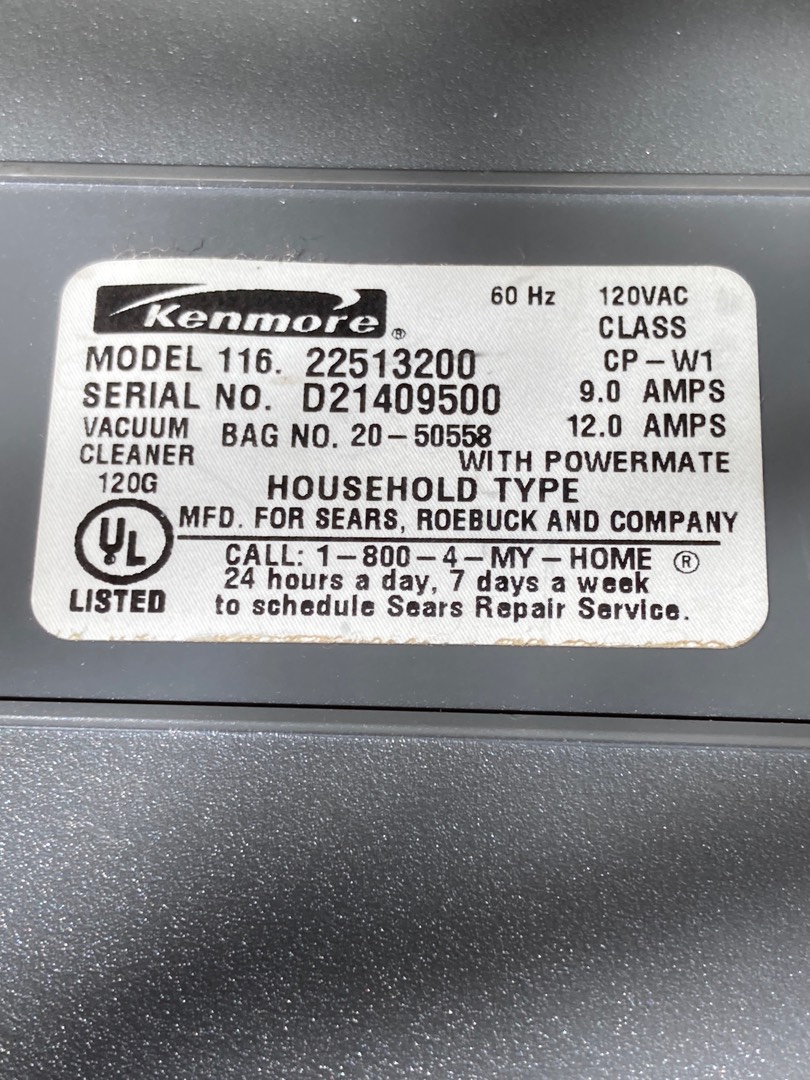 Kenmore® 60 Hz 120VAC
CLASS
MODEL 116. 22513200 CP-W1
SERIAL NO. D21409500 9.0 AMPS
VACUUM CLEANER BAG NO. 20-50558 12.0 AMPS
WITH POWERMATE
120G HOUSEHOLD TYPE
MFD. FOR SEARS, ROEBUCK AND COMPANY
UL
LISTED
CALL: 1-800-4-MY-HOME ®
24 hours a day, 7 days a week
to schedule Sears Repair Service.